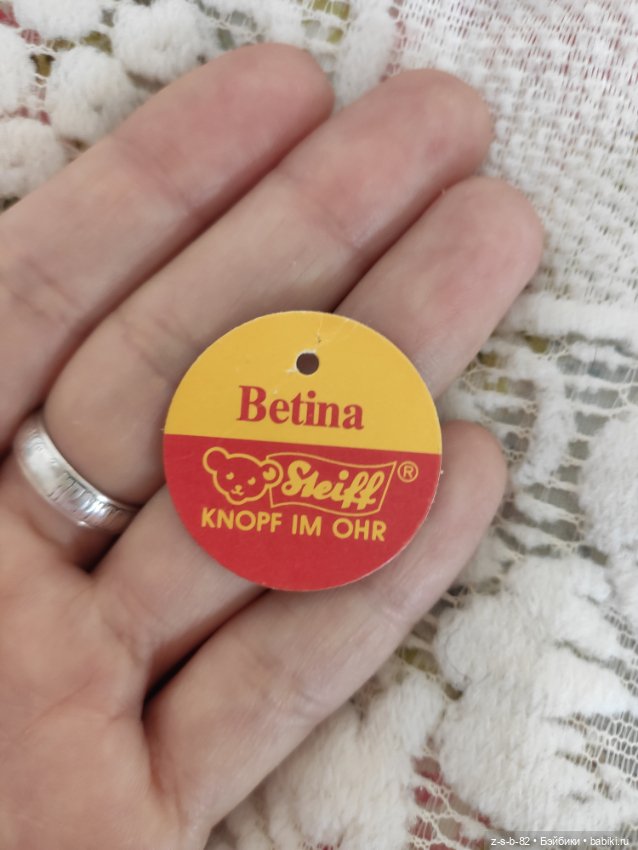 Betina
Steiff ®
KNOPF IM OHR
z-s-b-82 • Бэйбики • babiki.ru